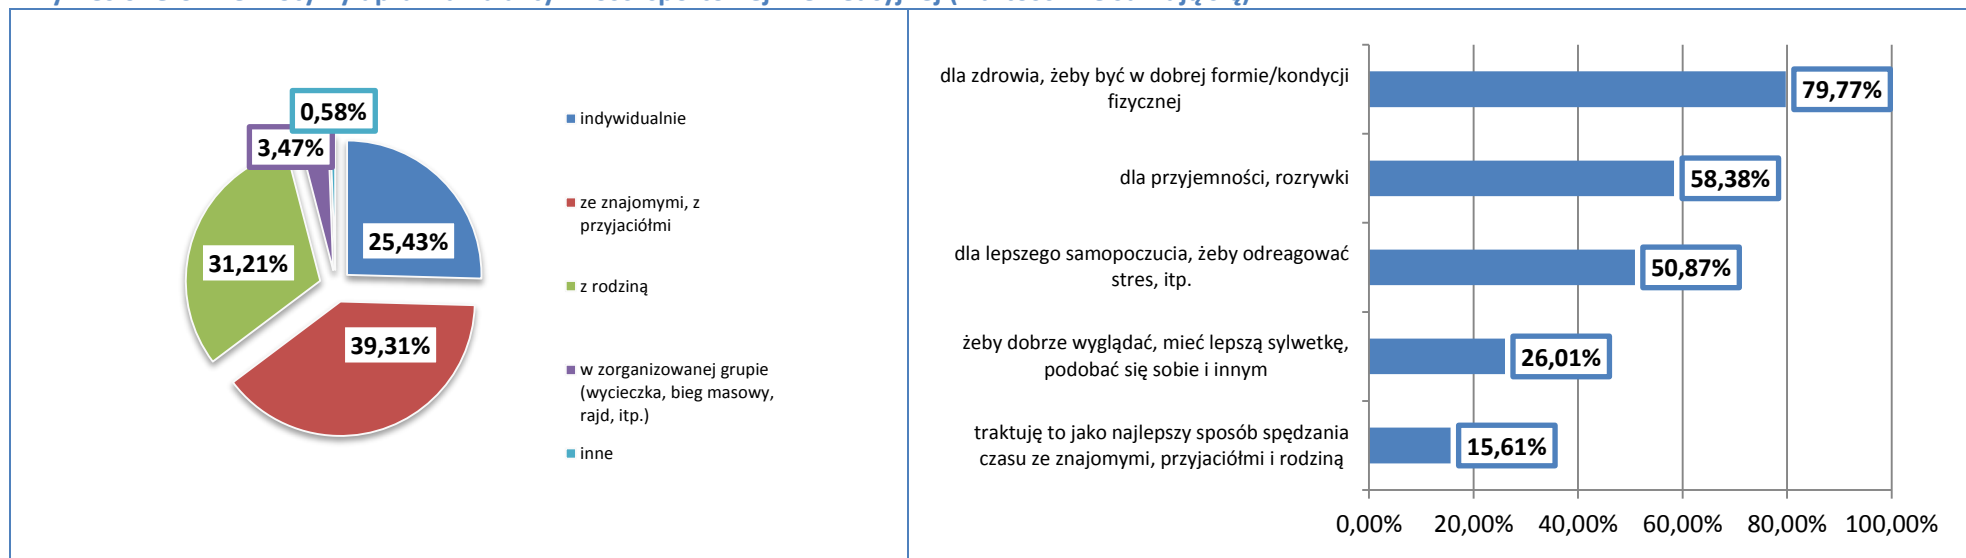 0,58%
3,47%
25,43%
31,21%
39,31%
indywidualnie
ze znajomymi, z
przyjaciółmi
z rodziną
w zorganizowanej grupie
(wycieczka, bieg masowy,
rajd, itp.)
inne
dla zdrowia, żeby być w dobrej formie/kondycji
fizycznej
79,77%
dla przyjemności, rozrywki
58,38%
dla lepszego samopoczucia, żeby odreagować
stres, itp.
50,87%
żeby dobrze wyglądać, mieć lepszą sylwetkę,
podobać się sobie i innym
26,01%
traktuję to jako najlepszy sposób spędzania
czasu ze znajomymi, przyjaciółmi i rodziną
15,61%
0,00% 20,00% 40,00% 60,00% 80,00% 100,00%